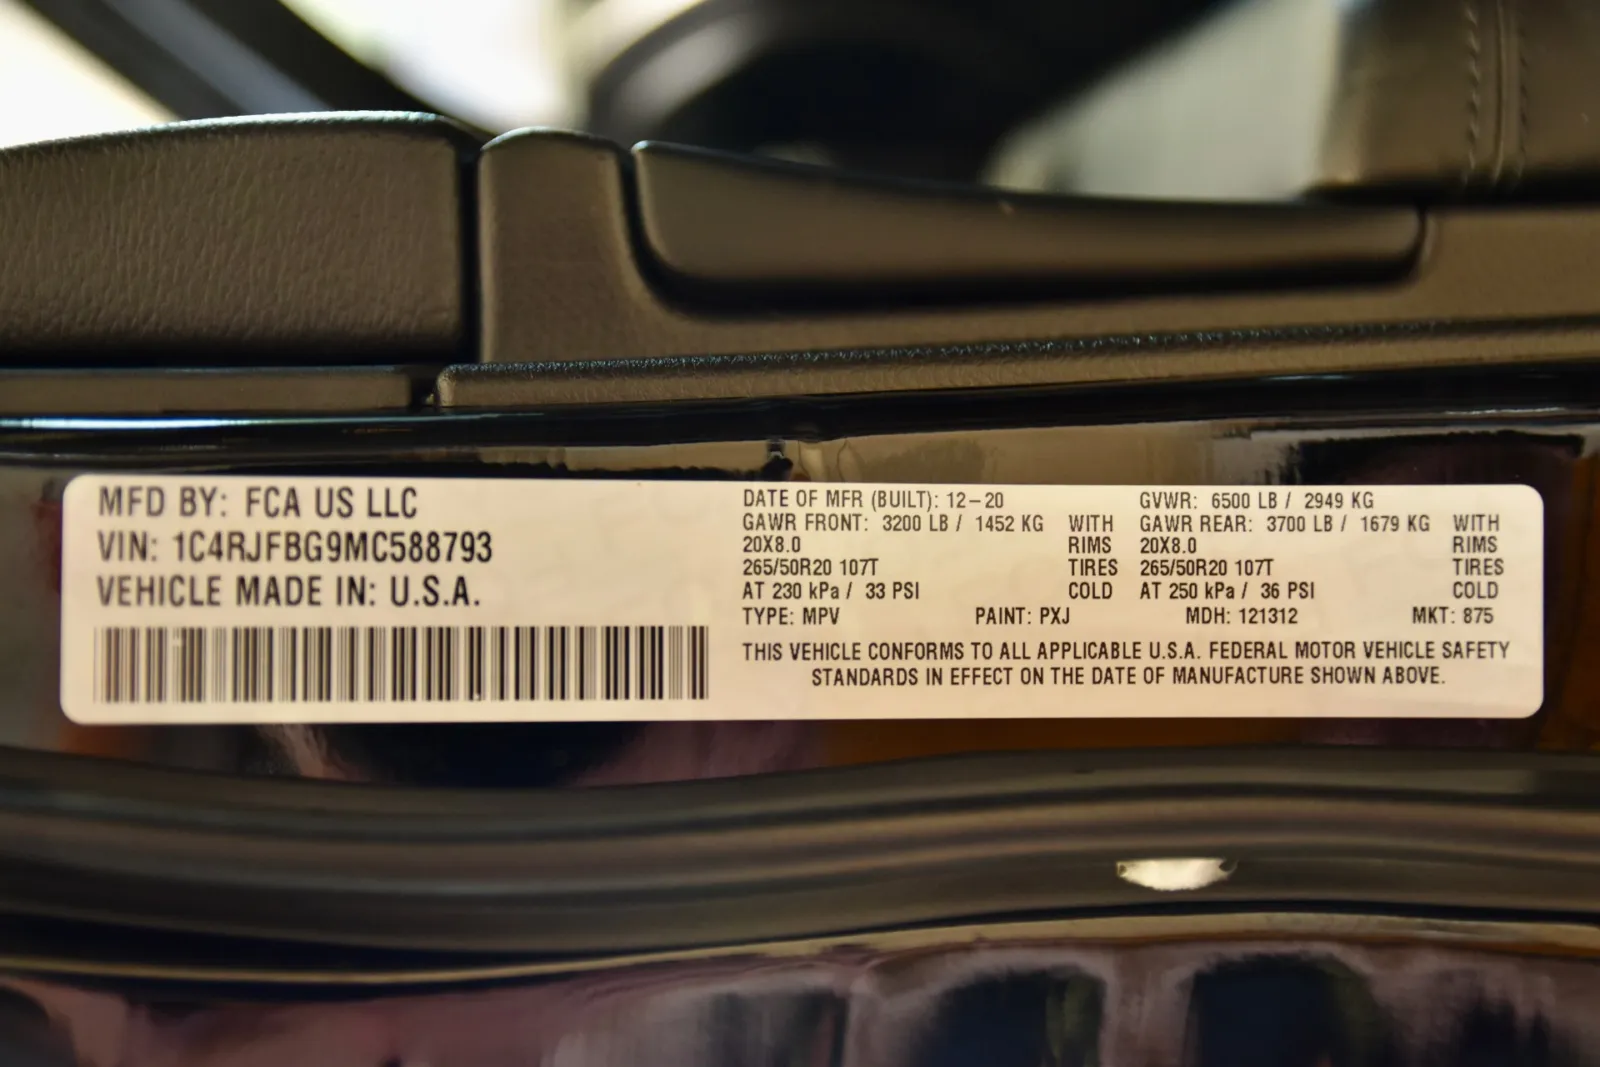 MFD BY: FCA US LLC
VIN: 1C4RJFBG9MC588793
VEHICLE MADE IN: U.S.A.
DATE OF MFR (BUILT): 12-20 GVWR: 6500 LB / 2949 KG
GAWR FRONT: 3200 LB / 1452 KG WITH GAWR REAR: 3700 LB / 1679 KG WITH
20X8.0 RIMS 20X8.0 RIMS
265/50R20 107T TIRES 265/50R20 107T TIRES
AT 230 kPa / 33 PSI COLD AT 250 kPa / 36 PSI COLD
TYPE: MPV PAINT: PXJ MDH: 121312 MKT: 875
THIS VEHICLE CONFORMS TO ALL APPLICABLE U.S.A. FEDERAL MOTOR VEHICLE SAFETY
STANDARDS IN EFFECT ON THE DATE OF MANUFACTURE SHOWN ABOVE.